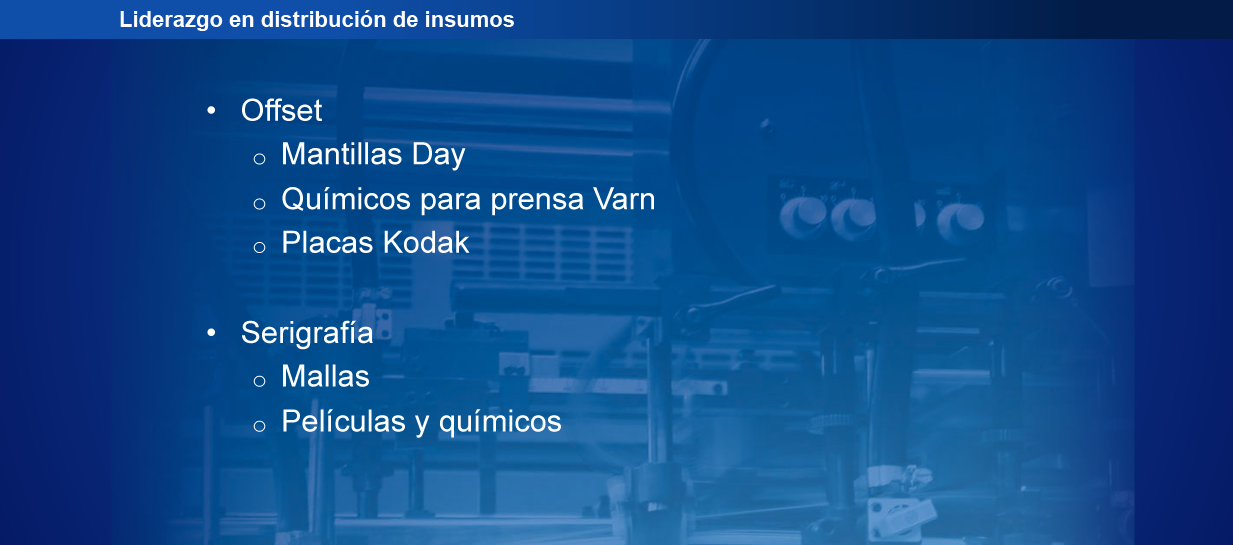 Liderazgo en distribución de insumos
• Offset
o Mantillas Day
o Químicos para prensa Varn
o Placas Kodak
• Serigrafía
o Mallas
o Películas y químicos